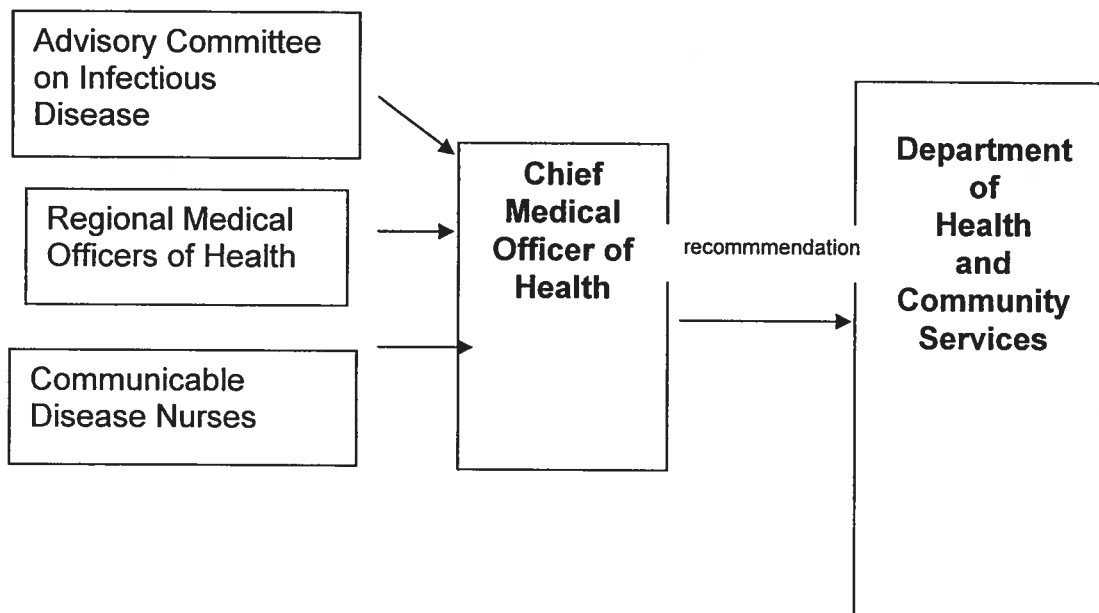 Advisory Committee
on Infectious
Disease
Regional Medical
Officers of Health
Communicable
Disease Nurses
Chief
Medical
Officer of
Health
recommmendation
Department
of
Health
and
Community
Services